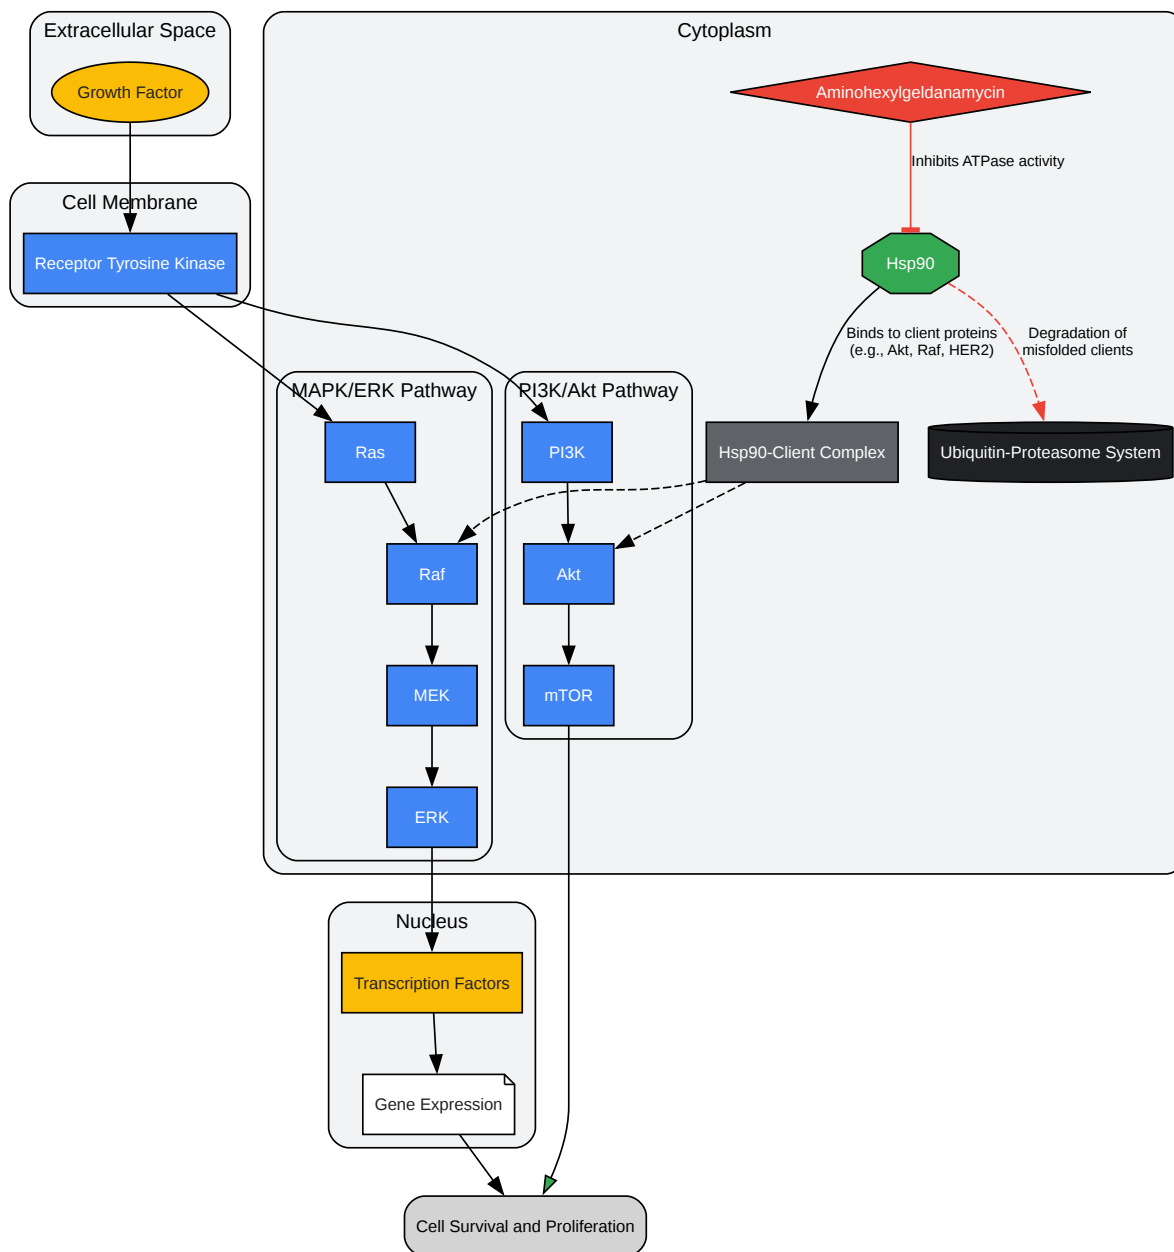 Extracellular Space
Cytoplasm
Growth Factor
Aminohexylgeldanamycin
Inhibits ATPase activity
Cell Membrane
Receptor Tyrosine Kinase
Hsp90
Binds to client proteins
(e.g., Akt, Raf, HER2)
Degradation of
misfolded clients
MAPK/ERK Pathway
PI3K/Akt Pathway
Ras
PI3K
Hsp90-Client Complex
Ubiquitin-Proteasome System
Raf
Akt
MEK
mTOR
ERK
Nucleus
Transcription Factors
Gene Expression
Cell Survival and Proliferation